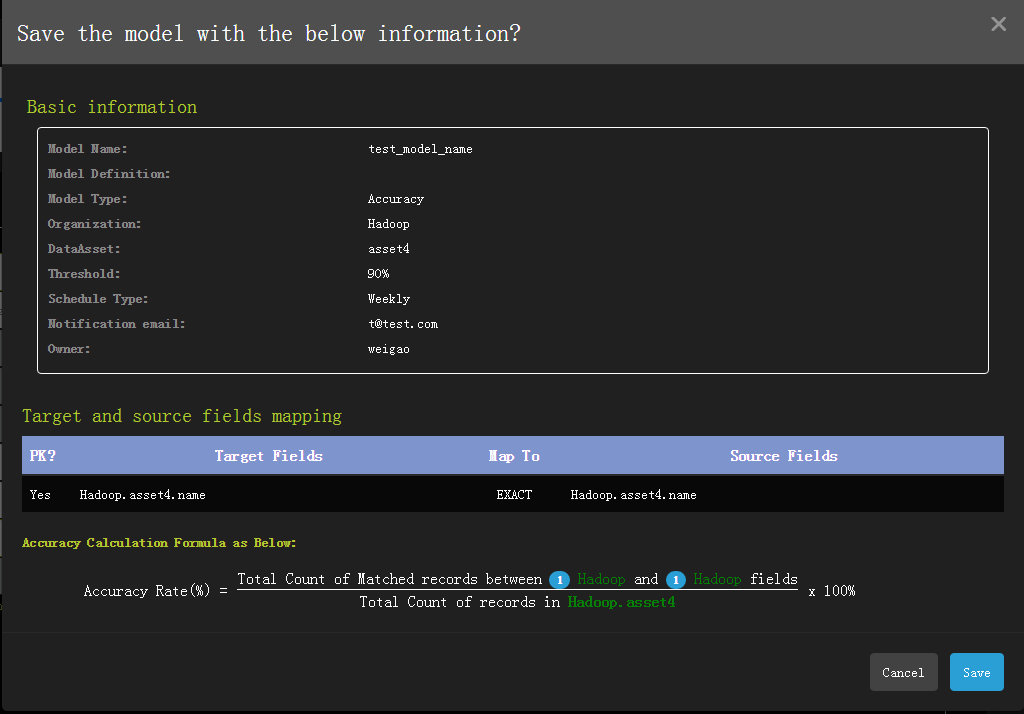 Save the model with the below information?
×
Basic information
Model Name: test_model_name
Model Definition:
Model Type: Accuracy
Organization: Hadoop
DataAsset: asset4
Threshold: 90%
Schedule Type: Weekly
Notification email: t@test.com
Owner: weigao
Target and source fields mapping
PK? Target Fields Map To Source Fields
Yes Hadoop.asset4.name EXACT Hadoop.asset4.name
Accuracy Calculation Formula as Below:
Total Count of Matched records between 1 Hadoop and 1 Hadoop fields
Accuracy Rate(%) = x 100%
Total Count of records in Hadoop.asset4
Cancel Save